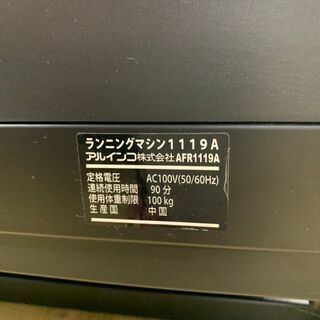 ランニングマシン1119A
アルインコ株式会社 AFR1119A
定格電圧 AC100V(50/60Hz)
連続使用時間 90分
使用体重制限 100kg
生産国 中国